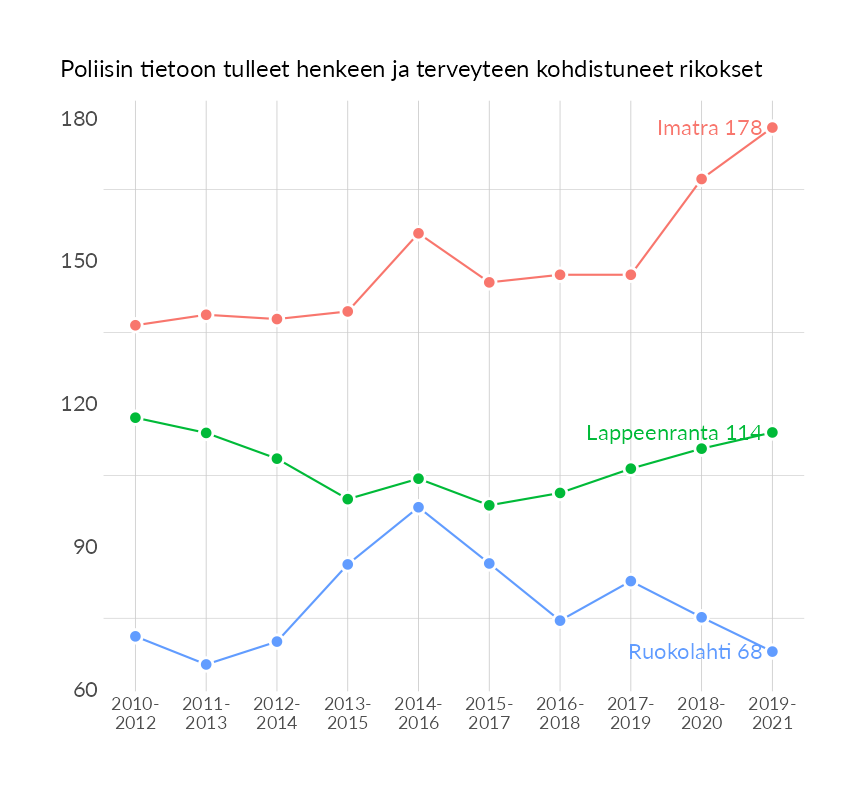 Poliisin tietoon tulleet henkeen ja terveyteen kohdistuneet rikokset
180
Imatra 178
150
120
Lappeenranta 114
90
Ruokolahti 68
60
2010- 2011- 2012- 2013- 2014- 2015- 2016- 2017- 2018- 2019-
2012 2013 2014 2015 2016 2017 2018 2019 2020 2021